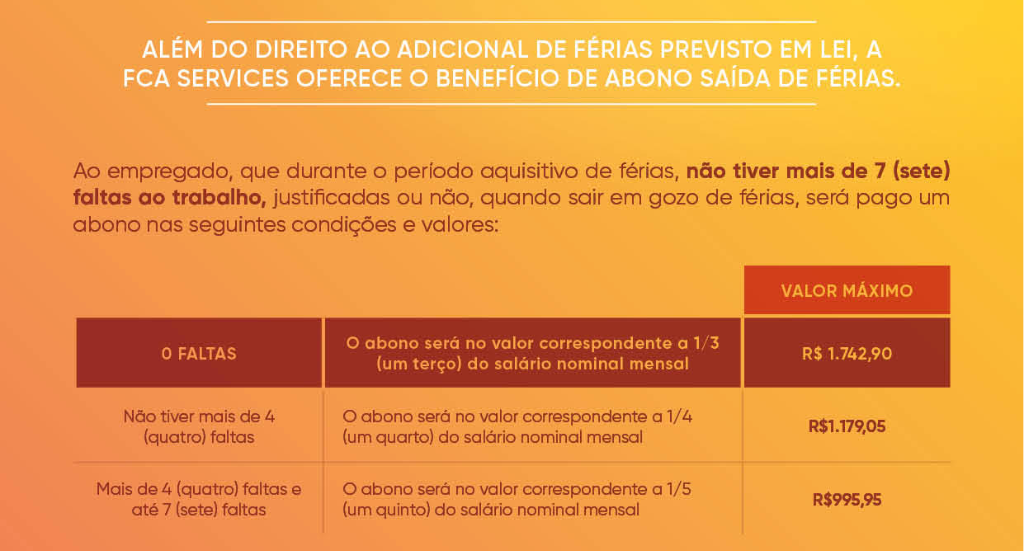 ALÉM DO DIREITO AO ADICIONAL DE FÉRIAS PREVISTO EM LEI, A
FCA SERVICES OFERECE O BENEFÍCIO DE ABONO SAÍDA DE FÉRIAS.
Ao empregado, que durante o período aquisitivo de férias, não tiver mais de 7 (sete)
faltas ao trabalho, justificadas ou não, quando sair em gozo de férias, será pago um
abono nas seguintes condições e valores:
VALOR MÁXIMO
0 FALTAS
O abono será no valor correspondente a 1/3
(um terço) do salário nominal mensal
R$ 1.742,90
Não tiver mais de 4
(quatro) faltas
O abono será no valor correspondente a 1/4
(um quarto) do salário nominal mensal
R$1.179,05
Mais de 4 (quatro) faltas e
até 7 (sete) faltas
O abono será no valor correspondente a 1/5
(um quinto) do salário nominal mensal
R$995,95